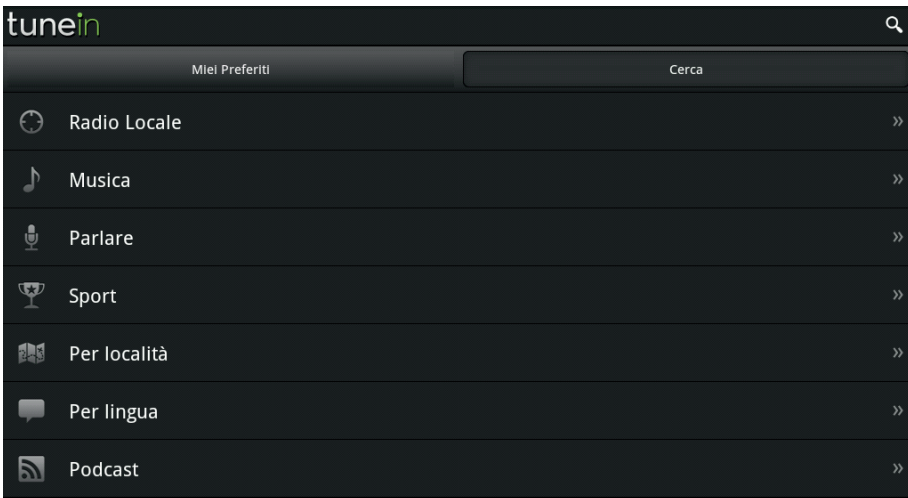 tunein
Miei Preferiti
Cerca
Radio Locale
Musica
Parlare
Sport
Per località
Per lingua
Podcast